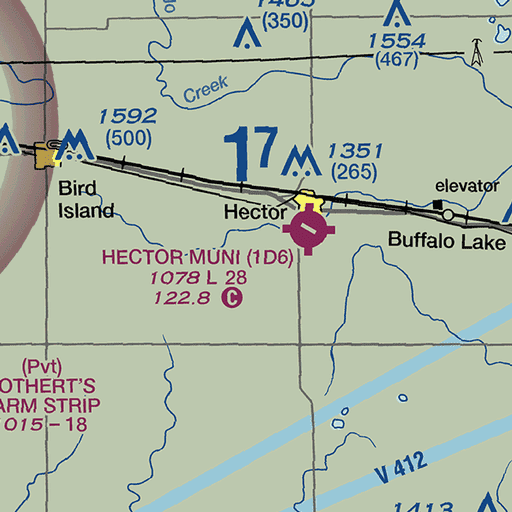 (350)
1554
(467)
Creek
1592
(500)
17
1351
(265)
elevator
Bird
Island
Hector
Buffalo Lake
HECTOR MUNI (1D6)
1078 L 28
122.8 C
(Pvt)
OTHERT'S
ARM STRIP
015 - 18
V 412
1413